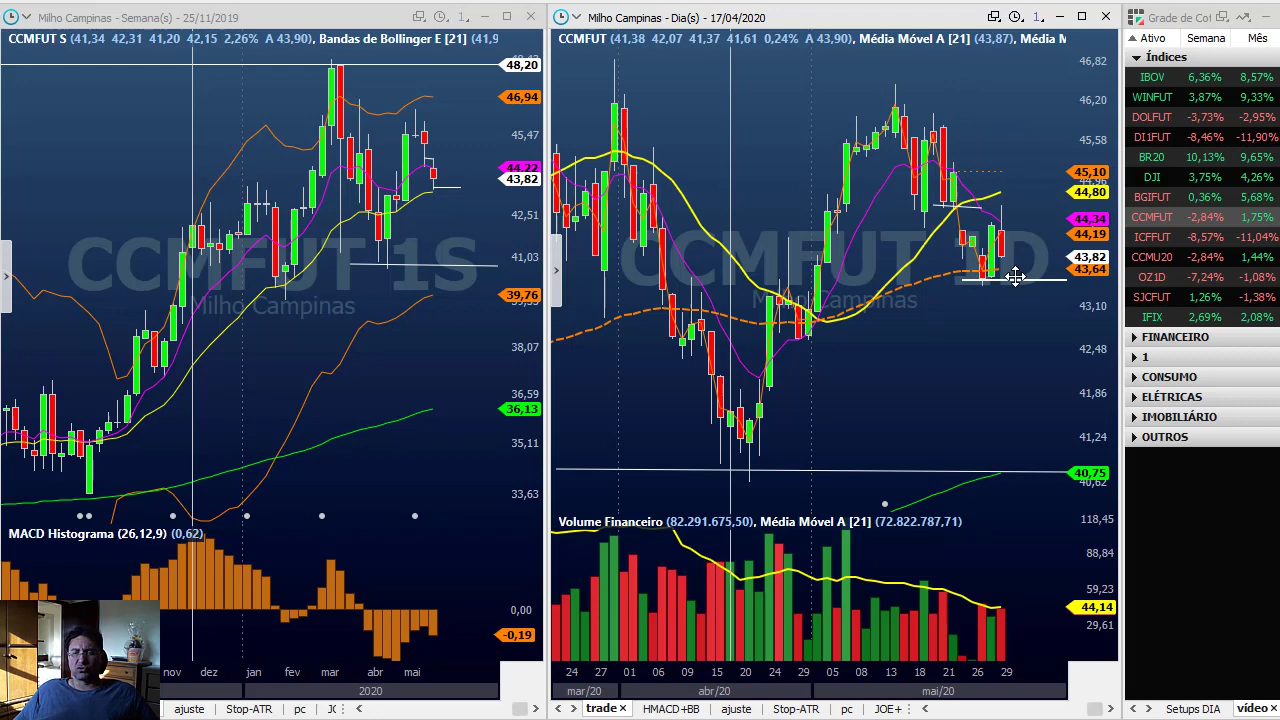 Milho Campinas - Semana(s) - 25/11/2019
CCMFUT S (41,34 42,31 41,20 42,15 2,26% A 43,90), Bandas de Bollinger E [21] (41,9
48,20
46,94
45,47
44,22
43,82
42,51
41,03
39,76
38,07
36,59
36,13
35,11
33,63
CCMFUT 1S
Milho Campinas
MACD Histograma (26,12,9) (0,62)
0,00
-0,19
nov dez jan fev mar abr mai
2020
ajuste Stop-ATR pc
Milho Campinas - Dia(s) - 17/04/2020
CCMFUT (41,38 42,07 41,37 41,61 0,24% A 43,90), Média Móvel A [21] (43,87), Média M
46,82
46,20
45,58
45,10
44,96
44,80
44,34
44,19
43,82
43,64
43,10
42,48
41,86
41,24
40,75
40,62
CCMFUT 1D
Milho Campinas
Volume Financeiro (82.291.675,50), Média Móvel A [21] (72.822.787,71)
118,45
88,84
59,23
44,14
29,61
24 27 01 06 09 15 20 24 29 05 08 13 18 20 26 29
mar/20 abr/20 mai/20
trade HMACD+BB ajuste Stop-ATR pc JOE+
Grade de Cot
Ativo Semana Mês
Índices
IBOV 6,36% 8,57%
WINFUT 3,87% 9,33%
DOLFUT -3,73% -2,95%
DI1FUT -8,46% -11,90%
BR20 10,13% 9,65%
DJI 3,75% 4,26%
BGIFUT 0,36% 5,68%
CCMFUT -2,84% 1,75%
ICFFUT -8,57% -11,04%
CCMU20 -2,84% 1,44%
OZ1D -7,24% -1,08%
SJCFUT 1,26% -1,38%
IFIX 2,69% 2,08%
FINANCEIRO
1
CONSUMO
ELÉTRICAS
IMOBILIÁRIO
OUTROS
Setups DIA vídeo